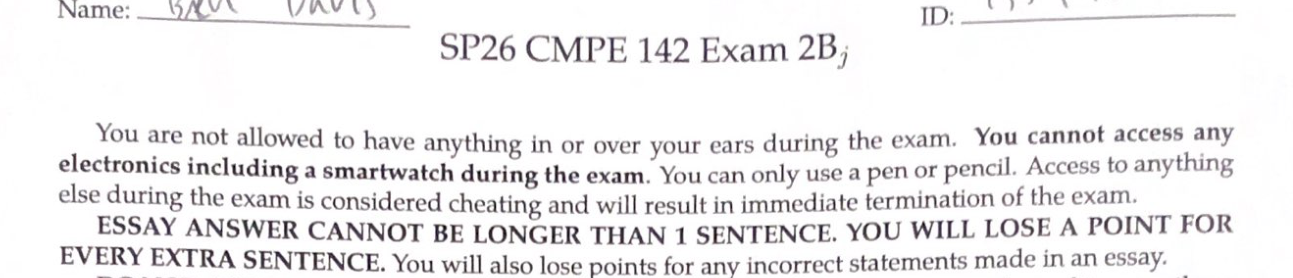 Name: Davis
ID:
SP26 CMPE 142 Exam 2Bj
You are not allowed to have anything in or over your ears during the exam. You cannot access any
electronics including a smartwatch during the exam. You can only use a pen or pencil. Access to anything
else during the exam is considered cheating and will result in immediate termination of the exam.
ESSAY ANSWER CANNOT BE LONGER THAN 1 SENTENCE. YOU WILL LOSE A POINT FOR
EVERY EXTRA SENTENCE. You will also lose points for any incorrect statements made in an essay.